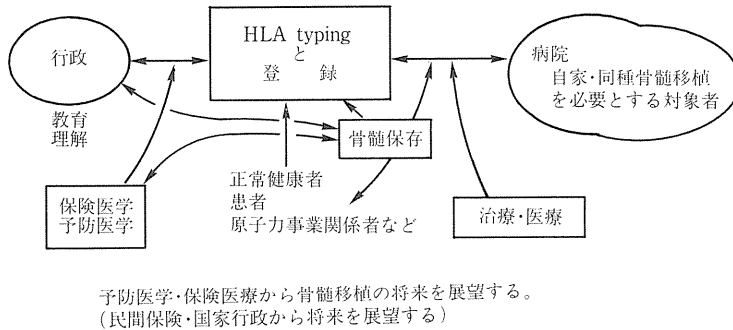 行政
教育
理解
HLA typing
と
登 録
病院
自家・同種骨髄移植
を必要とする対象者
骨髄保存
保険医学
予防医学
正常健康者
患者
原子力事業関係者など
治療・医療
予防医学・保険医療から骨髄移植の将来を展望する。
(民間保険・国家行政から将来を展望する)